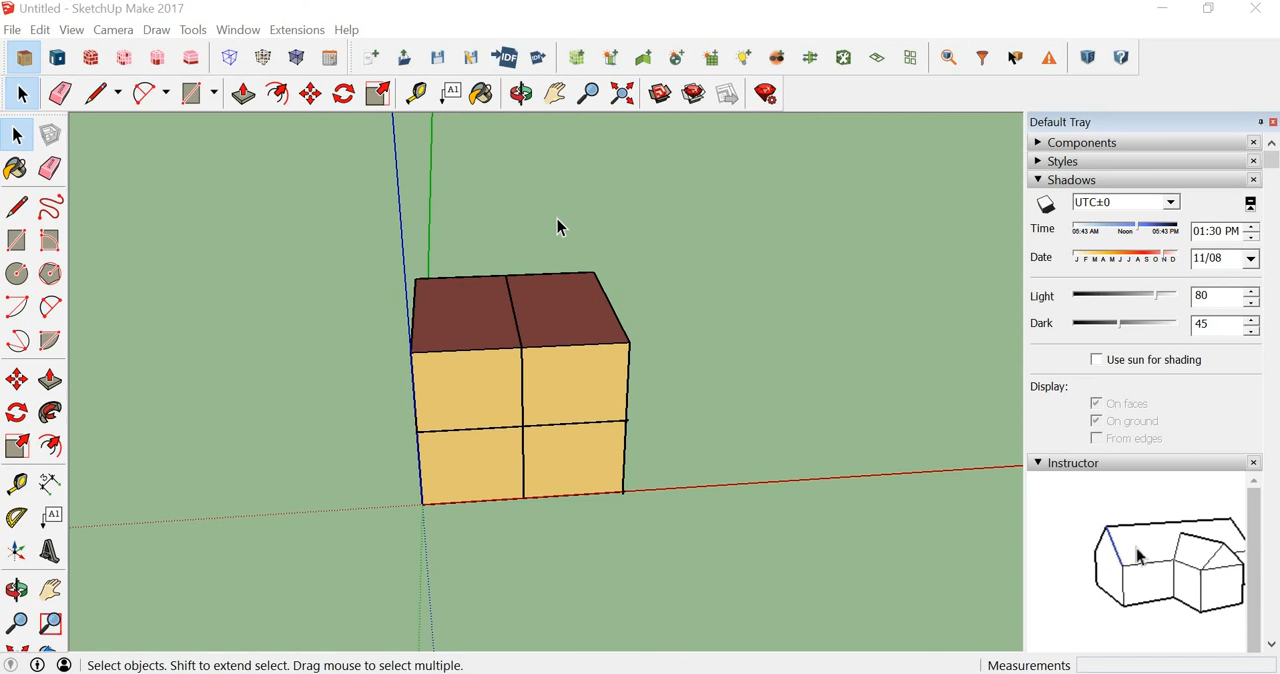 Untitled - SketchUp Make 2017
File Edit View Camera Draw Tools Window Extensions Help
IDF
A1
Default Tray
Components
Styles
Shadows
UTC±0
Time 05:43 AM Noon 05:43 PM 01:30 PM
Date J F M A M J J A S O N D 11/08
Light 80
Dark 45
Use sun for shading
Display:
On faces
On ground
From edges
Instructor
A1
Select objects. Shift to extend select. Drag mouse to select multiple.
Measurements